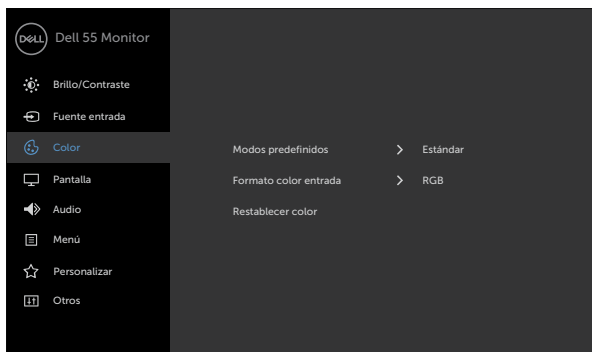 DELL Dell 55 Monitor
Brillo/Contraste
Fuente entrada
Color
Modos predefinidos > Estándar
Pantalla
Formato color entrada > RGB
Audio
Restablecer color
Menú
Personalizar
Otros